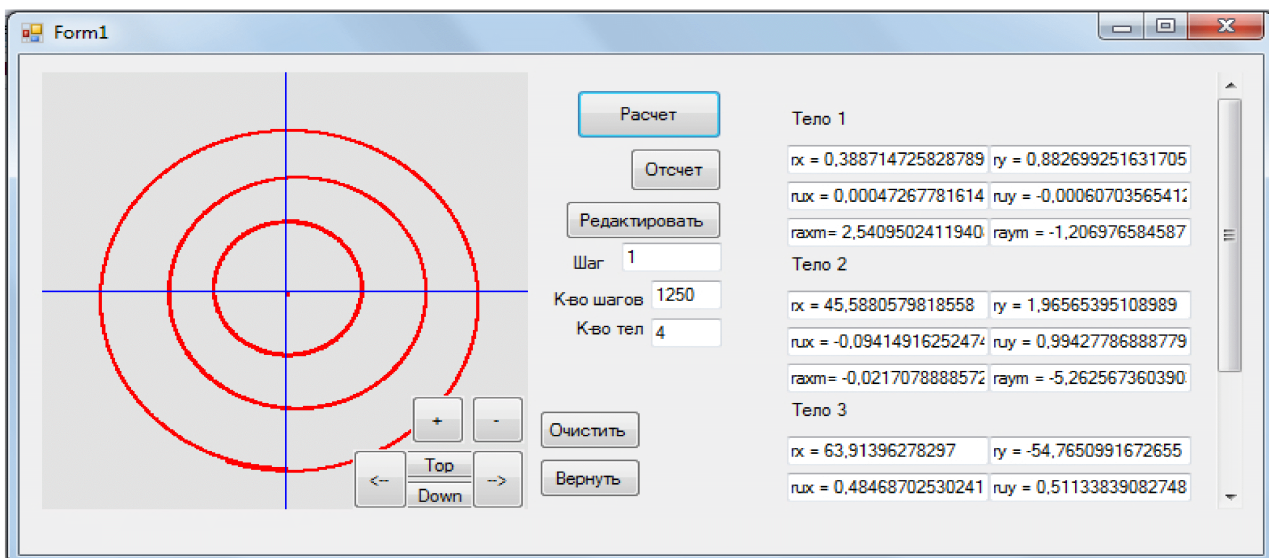 Form1
Расчет
Отсчет
Редактировать
Шаг 1
К-во шагов 1250
К-во тел 4
+ -
<-- Top -->
Down
Очистить
Вернуть
Тело 1
rx = 0,388714725828789 ry = 0,882699251631705
rux = 0,00047267781614 ruy = -0,00060703565412
raxm= 2,5409502411940 raym = -1,206976584587
Тело 2
rx = 45,5880579818558 ry = 1,96565395108989
rux = -0,0941491625247 ruy = 0,99427786888779
raxm= -0,0217078888572 raym = -5,262567360390
Тело 3
rx = 63,91396278297 ry = -54,7650991672655
rux = 0,48468702530241 ruy = 0,51133839082748